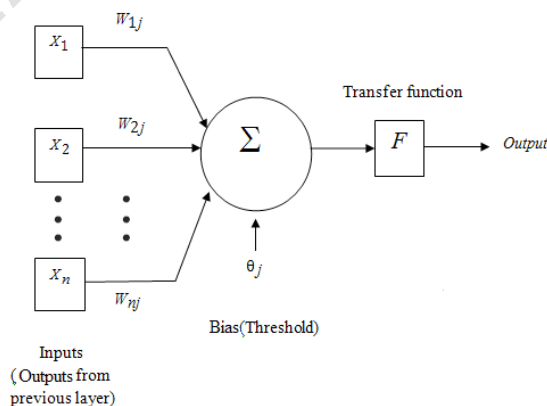 X1
W1j
Transfer function
X2
W2j
Σ
F
Output
Xn
Wnj
θj
Bias(Threshold)
Inputs
(Outputs from
previous layer)